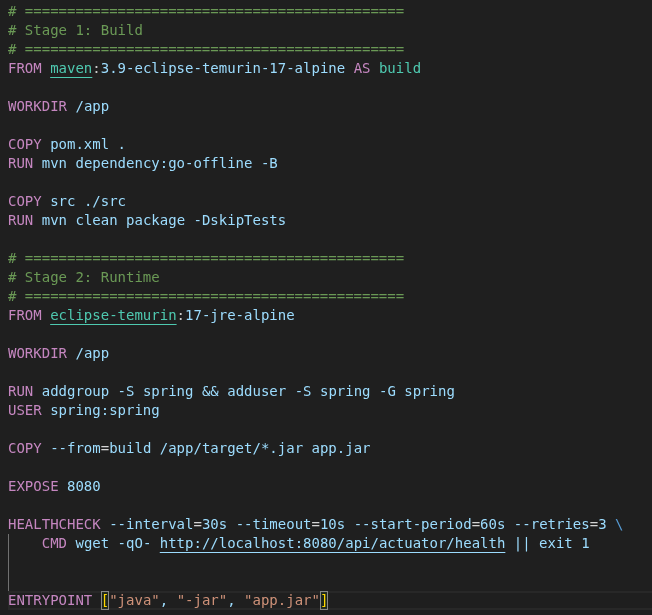 # =============================================
# Stage 1: Build
# =============================================
FROM maven:3.9-eclipse-temurin-17-alpine AS build
WORKDIR /app
COPY pom.xml .
RUN mvn dependency:go-offline -B
COPY src ./src
RUN mvn clean package -DskipTests
# =============================================
# Stage 2: Runtime
# =============================================
FROM eclipse-temurin:17-jre-alpine
WORKDIR /app
RUN addgroup -S spring && adduser -S spring -G spring
USER spring:spring
COPY --from=build /app/target/*.jar app.jar
EXPOSE 8080
HEALTHCHECK --interval=30s --timeout=10s --start-period=60s --retries=3 \
    CMD wget -qO- http://localhost:8080/api/actuator/health || exit 1
ENTRYPOINT ["java", "-jar", "app.jar"]